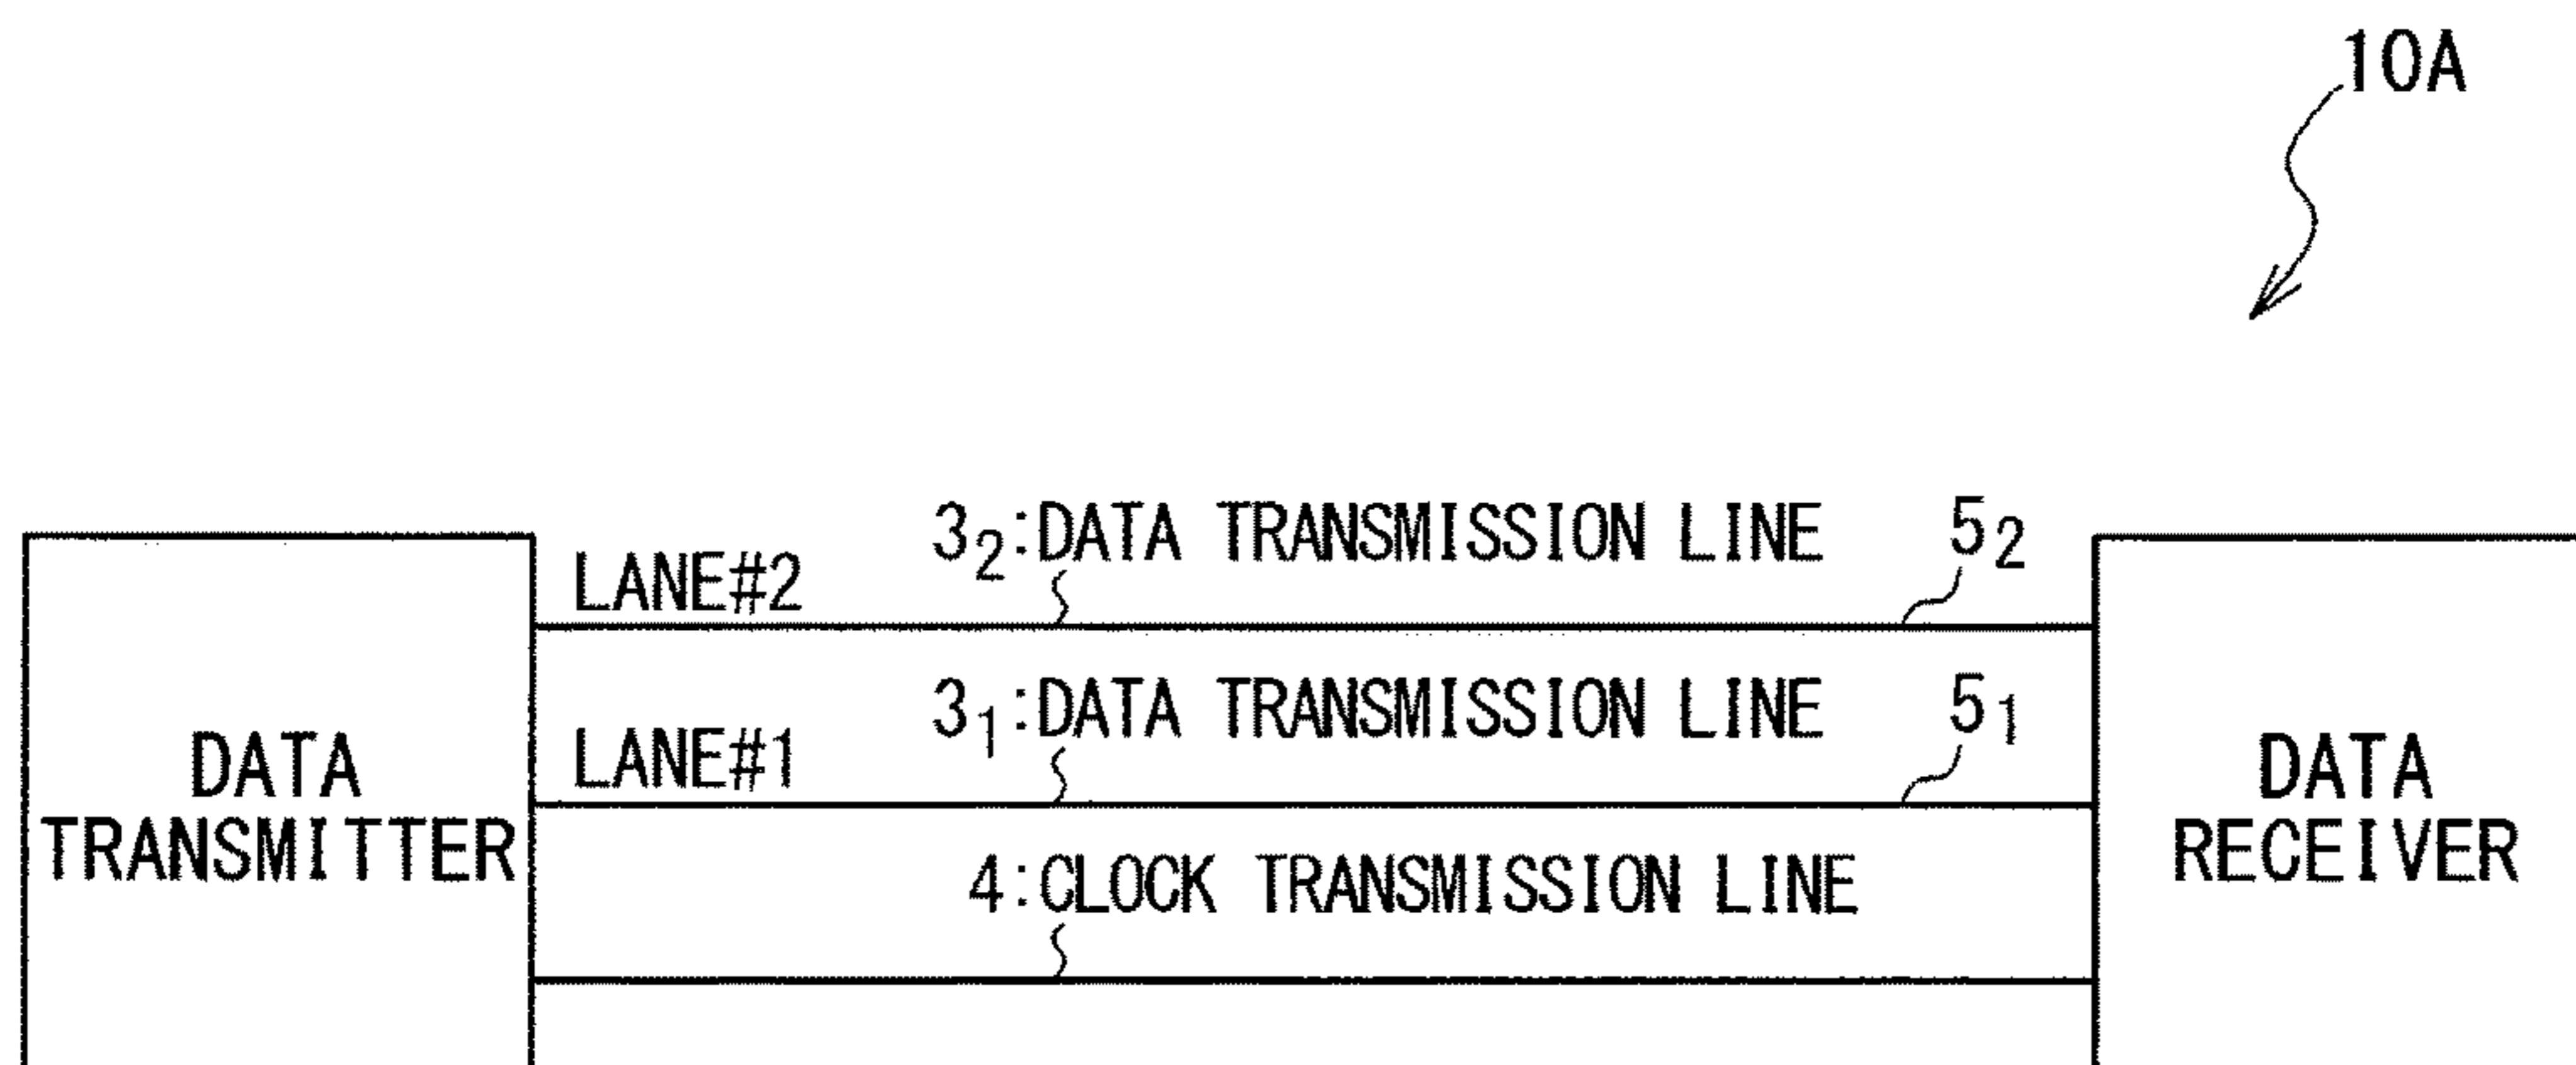 10A
3₂:DATA TRANSMISSION LINE
5₂
LANE#2
3₁:DATA TRANSMISSION LINE
5₁
LANE#1
DATA
TRANSMITTER
4:CLOCK TRANSMISSION LINE
DATA
RECEIVER